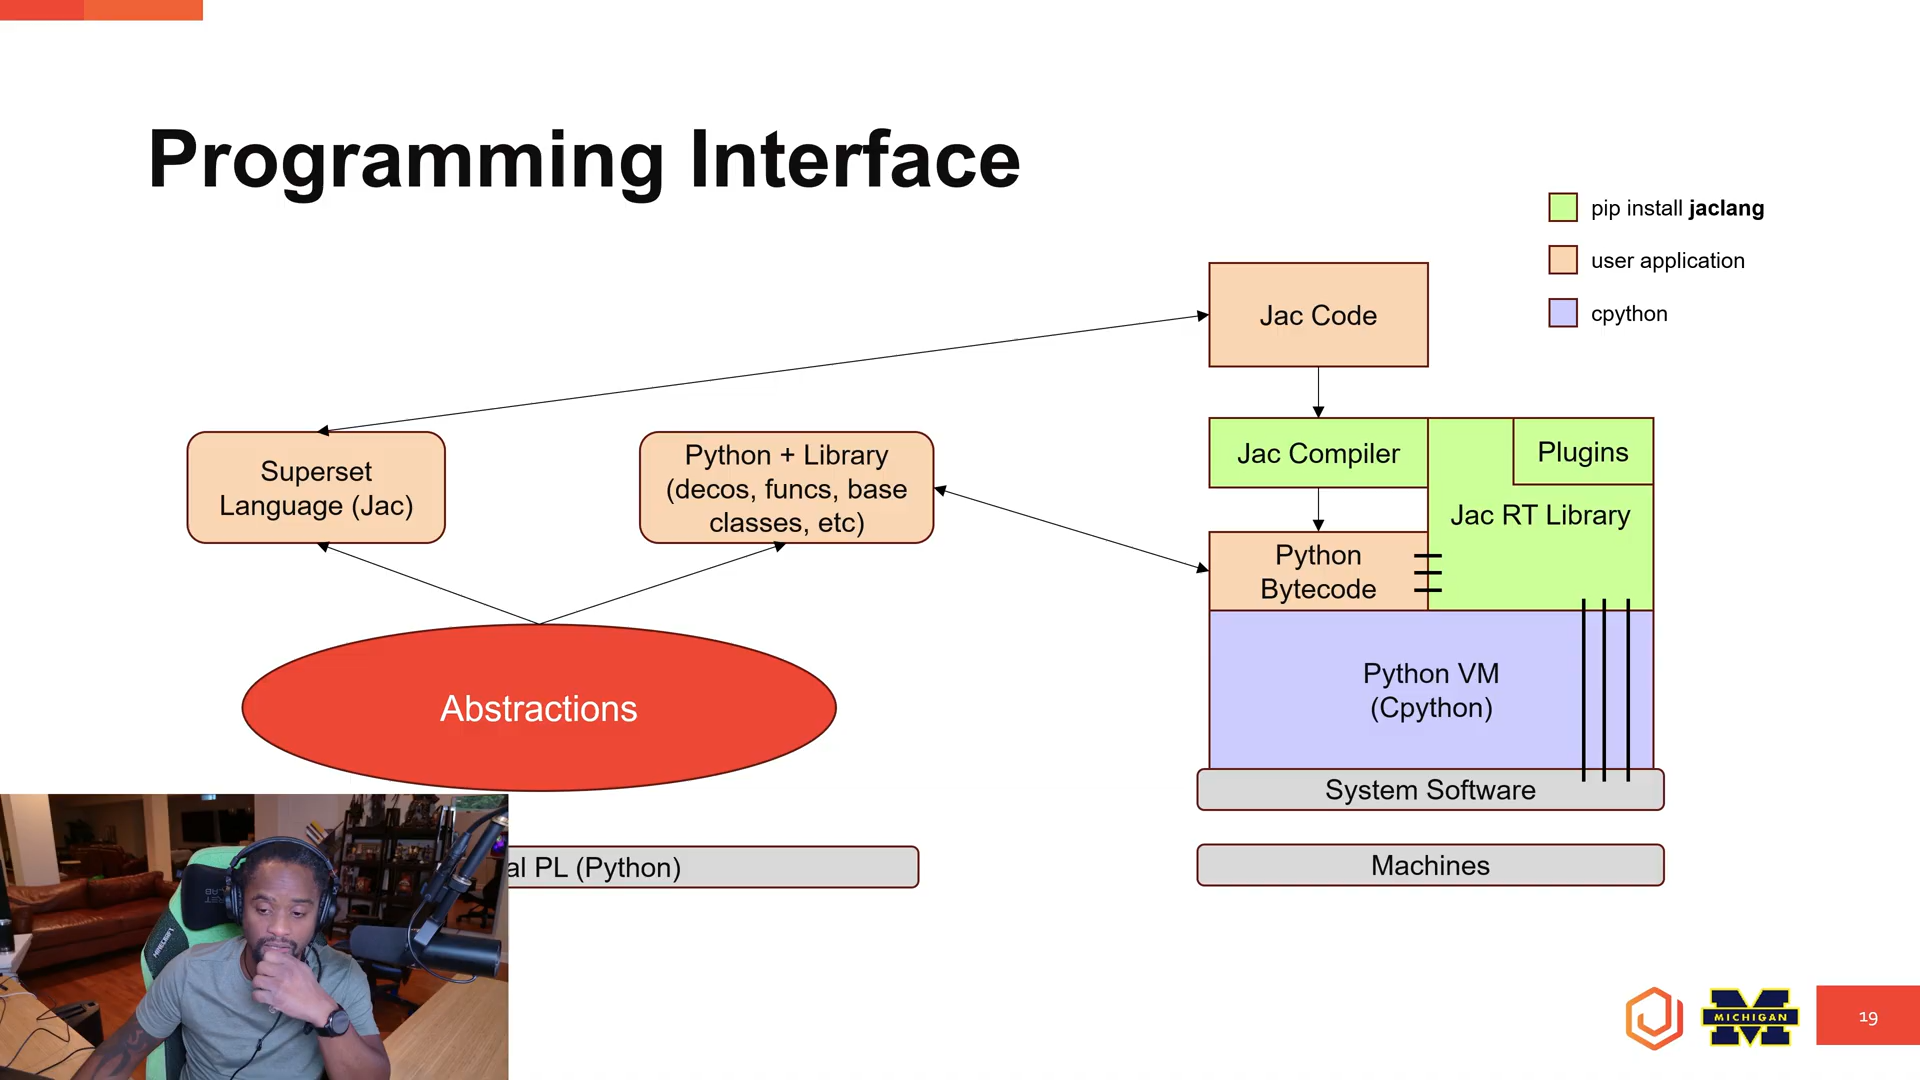 Programming Interface
pip install jaclang
user application
cpython
Jac Code
Superset
Language (Jac)
Python + Library
(decos, funcs, base
classes, etc)
Jac Compiler
Plugins
Jac RT Library
Python
Bytecode
Abstractions
Python VM
(Cpython)
System Software
al PL (Python)
Machines
MICHIGAN
19